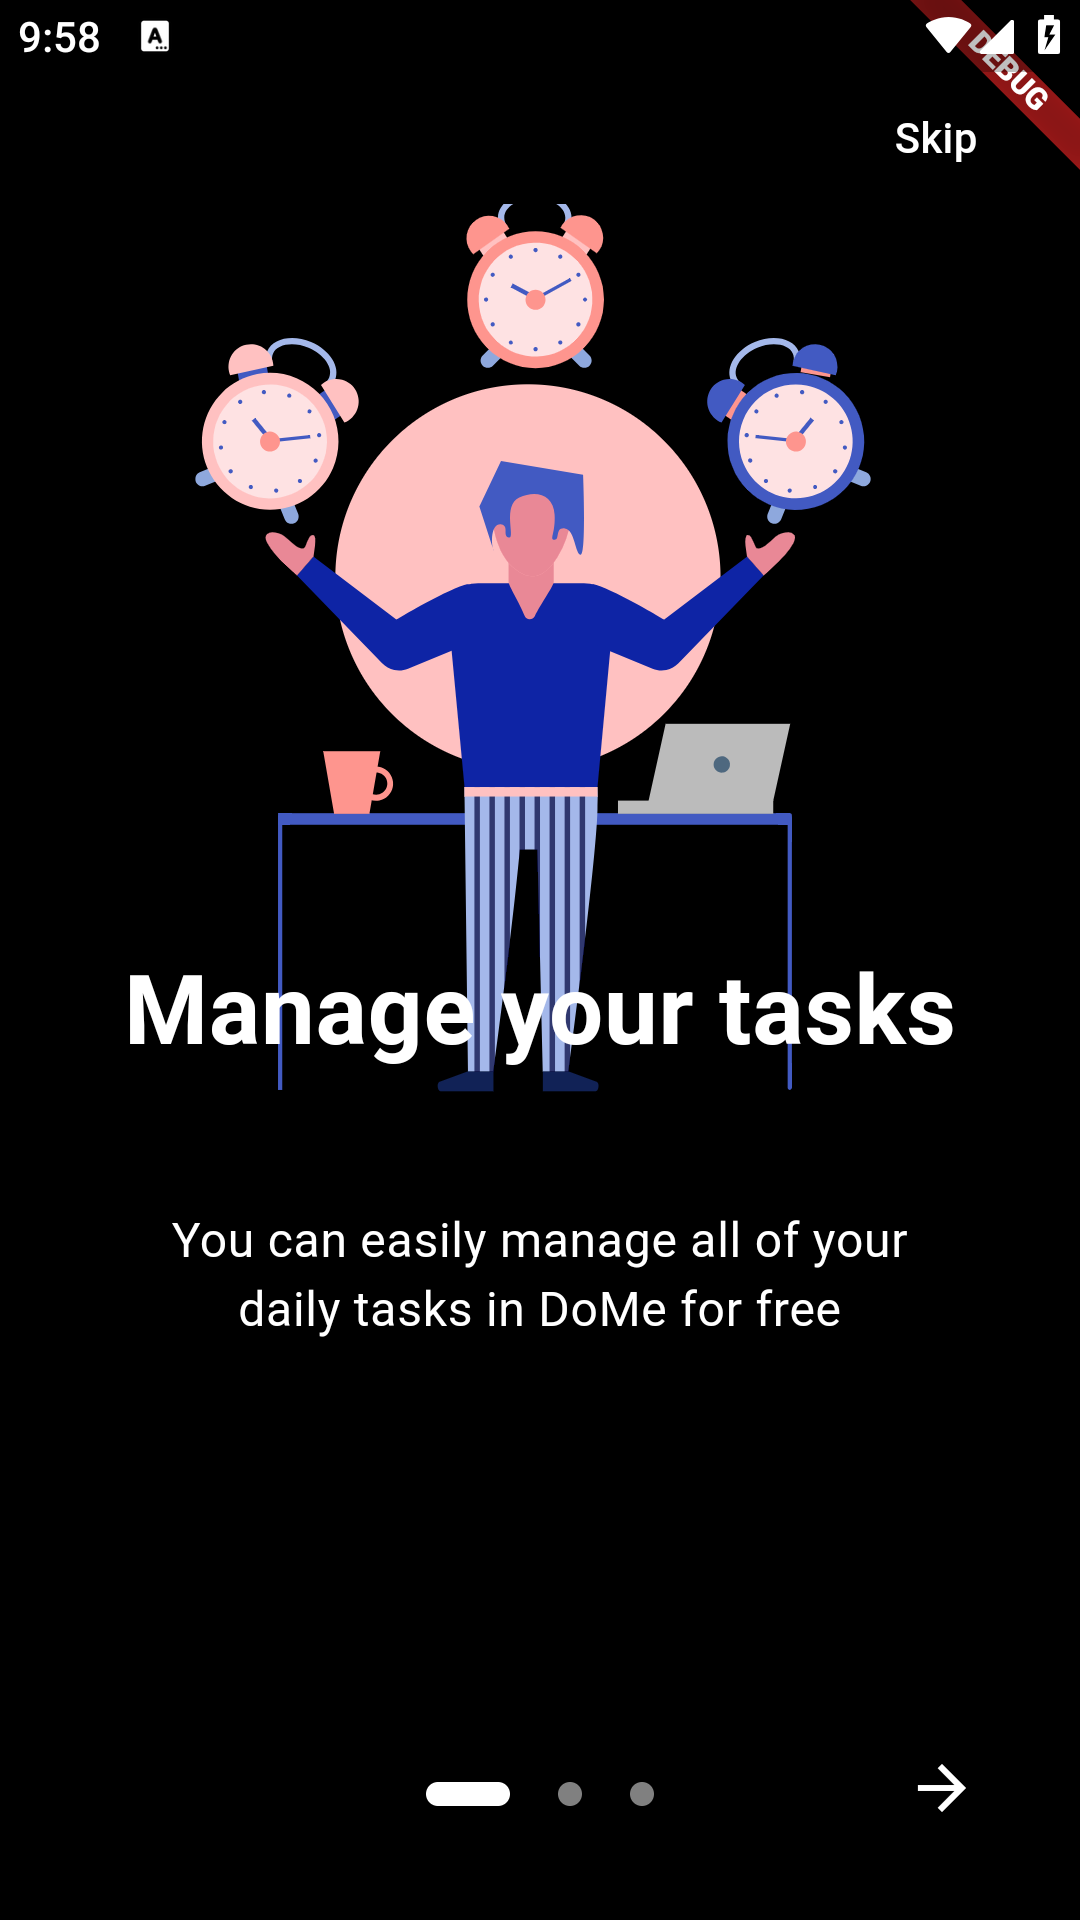 9:58
A
DEBUG
Skip
Manage your tasks
You can easily manage all of your
daily tasks in DoMe for free